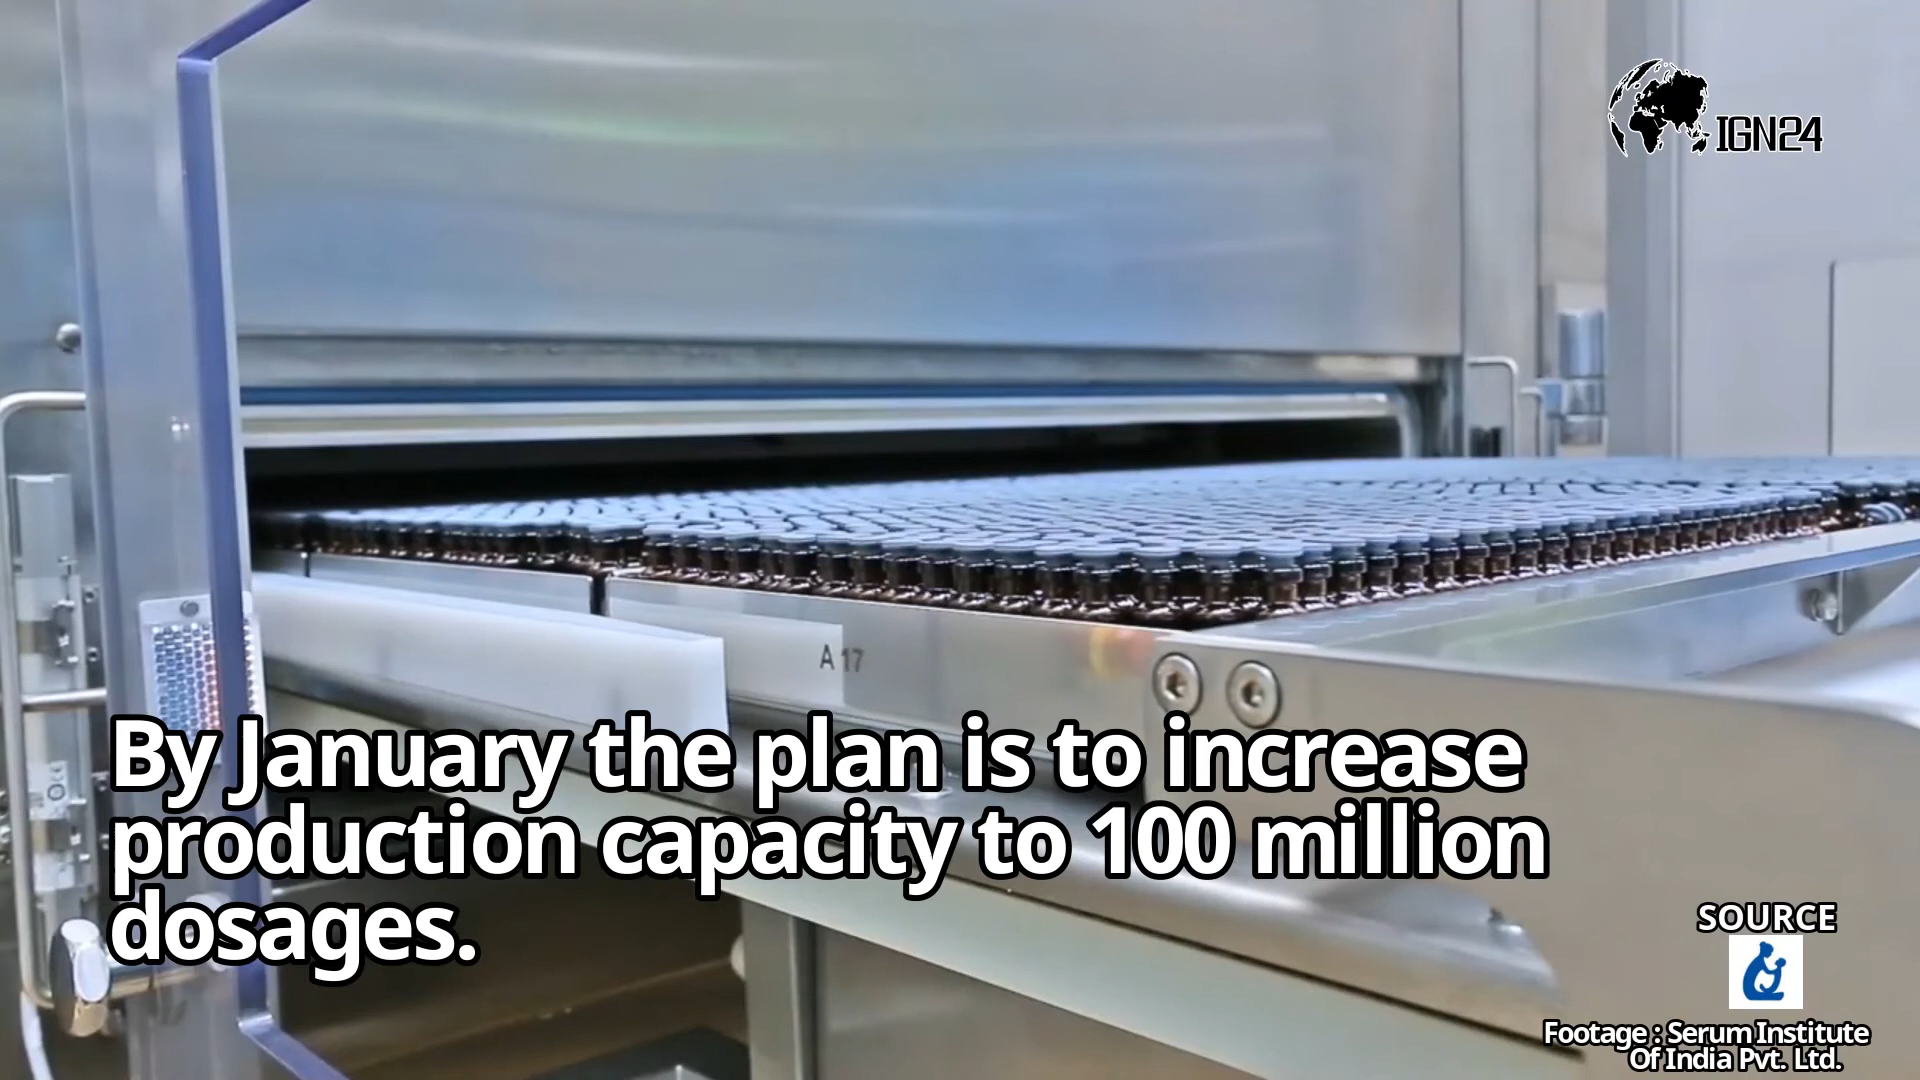 IGN24
A 17
By January the plan is to increase
production capacity to 100 million
dosages.
SOURCE
Footage : Serum Institute
Of India Pvt. Ltd.